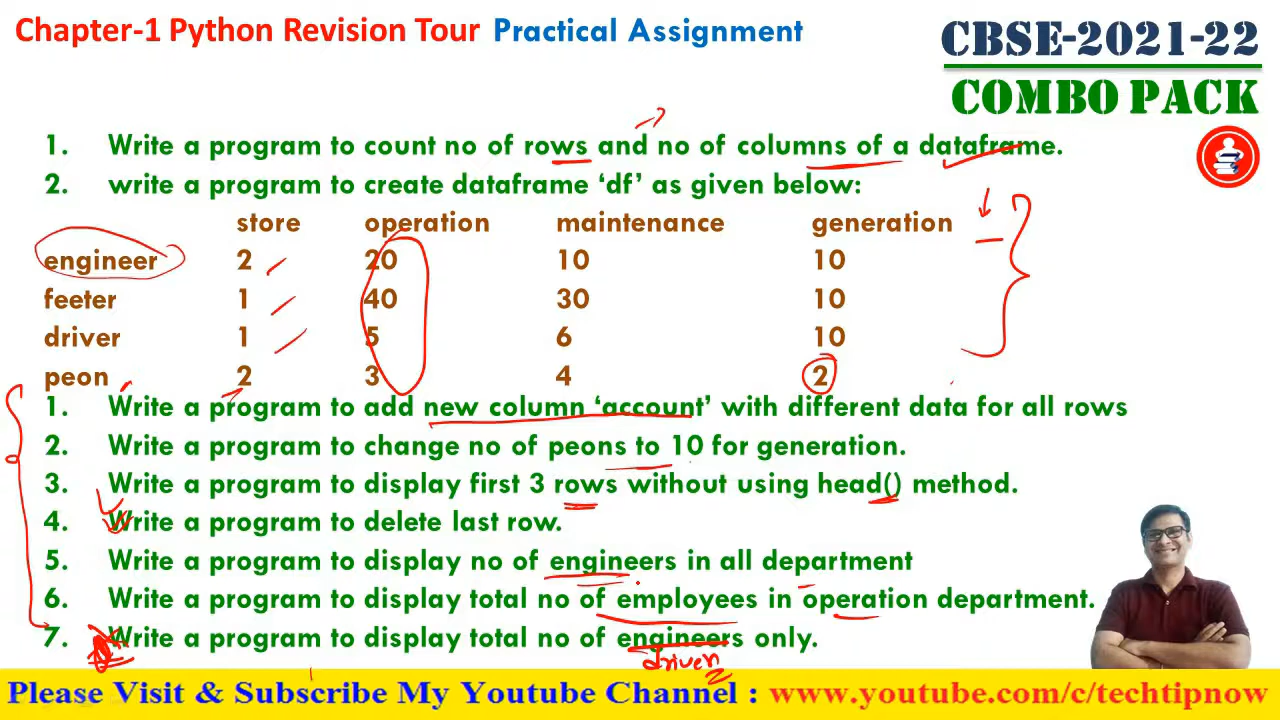 Chapter-1 Python Revision Tour Practical Assignment
CBSE-2021-22
COMBO PACK
1. Write a program to count no of rows and no of columns of a dataframe.
2. write a program to create dataframe ‘df’ as given below:
store operation maintenance generation
engineer 2 20 10 10
feeter 1 40 30 10
driver 1 5 6 10
peon 2 3 4 2
1. Write a program to add new column ‘account’ with different data for all rows
2. Write a program to change no of peons to 10 for generation.
3. Write a program to display first 3 rows without using head() method.
4. Write a program to delete last row.
5. Write a program to display no of engineers in all department
6. Write a program to display total no of employees in operation department.
7. Write a program to display total no of engineers only.
driver
Please Visit & Subscribe My Youtube Channel : www.youtube.com/c/techtipnow